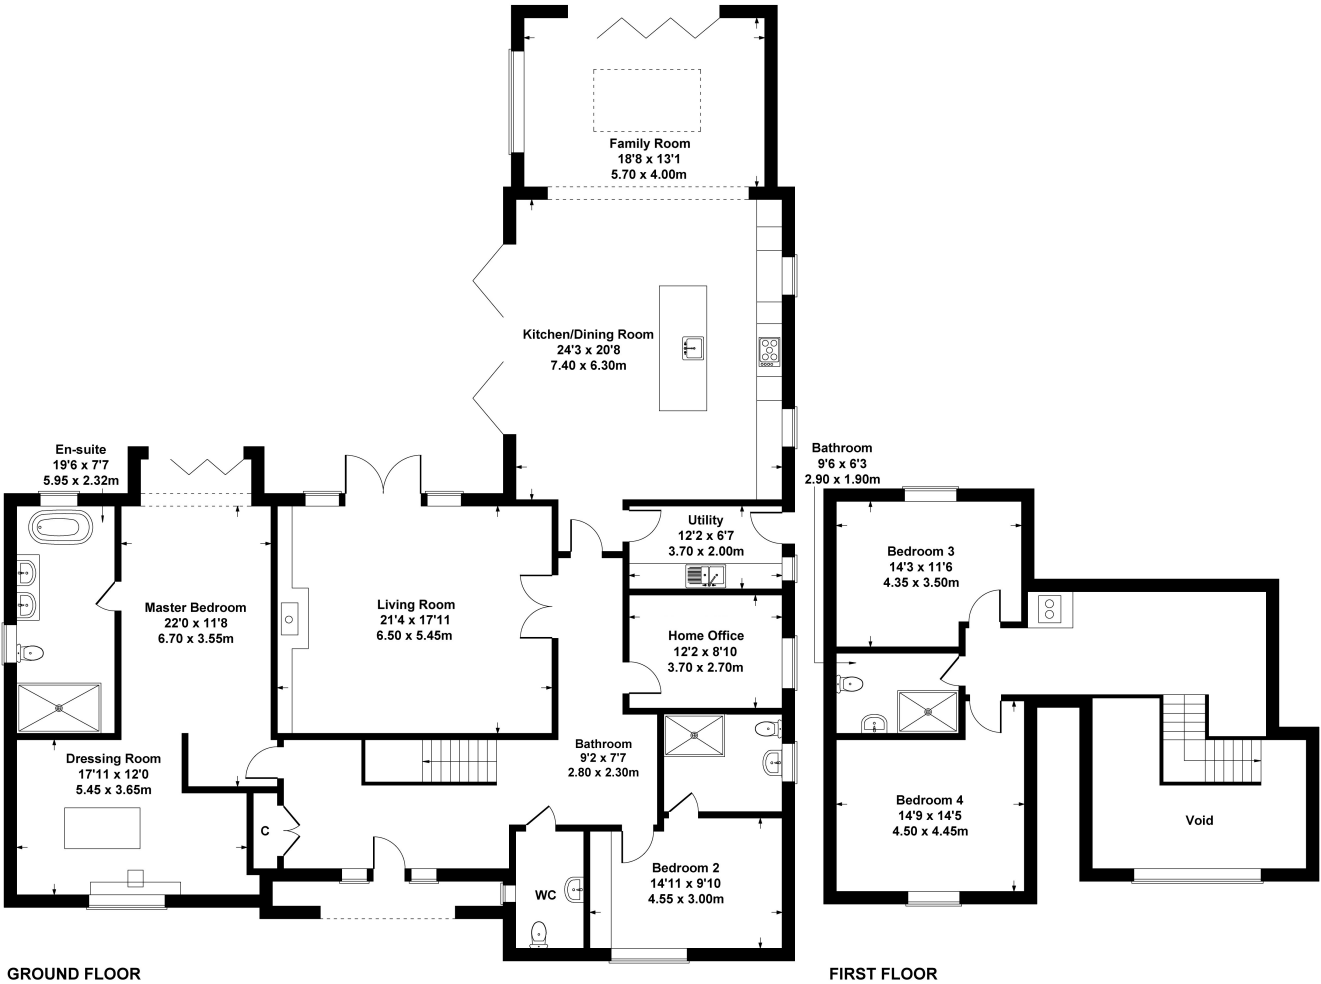 Family Room
18'8 x 13'1
5.70 x 4.00m
Kitchen/Dining Room
24'3 x 20'8
7.40 x 6.30m
En-suite
19'6 x 7'7
5.95 x 2.32m
Bathroom
9'6 x 6'3
2.90 x 1.90m
Utility
12'2 x 6'7
3.70 x 2.00m
Bedroom 3
14'3 x 11'6
4.35 x 3.50m
Master Bedroom
22'0 x 11'8
6.70 x 3.55m
Living Room
21'4 x 17'11
6.50 x 5.45m
Home Office
12'2 x 8'10
3.70 x 2.70m
Dressing Room
17'11 x 12'0
5.45 x 3.65m
Bathroom
9'2 x 7'7
2.80 x 2.30m
C
Bedroom 4
14'9 x 14'5
4.50 x 4.45m
Void
Bedroom 2
14'11 x 9'10
4.55 x 3.00m
WC
GROUND FLOOR
FIRST FLOOR